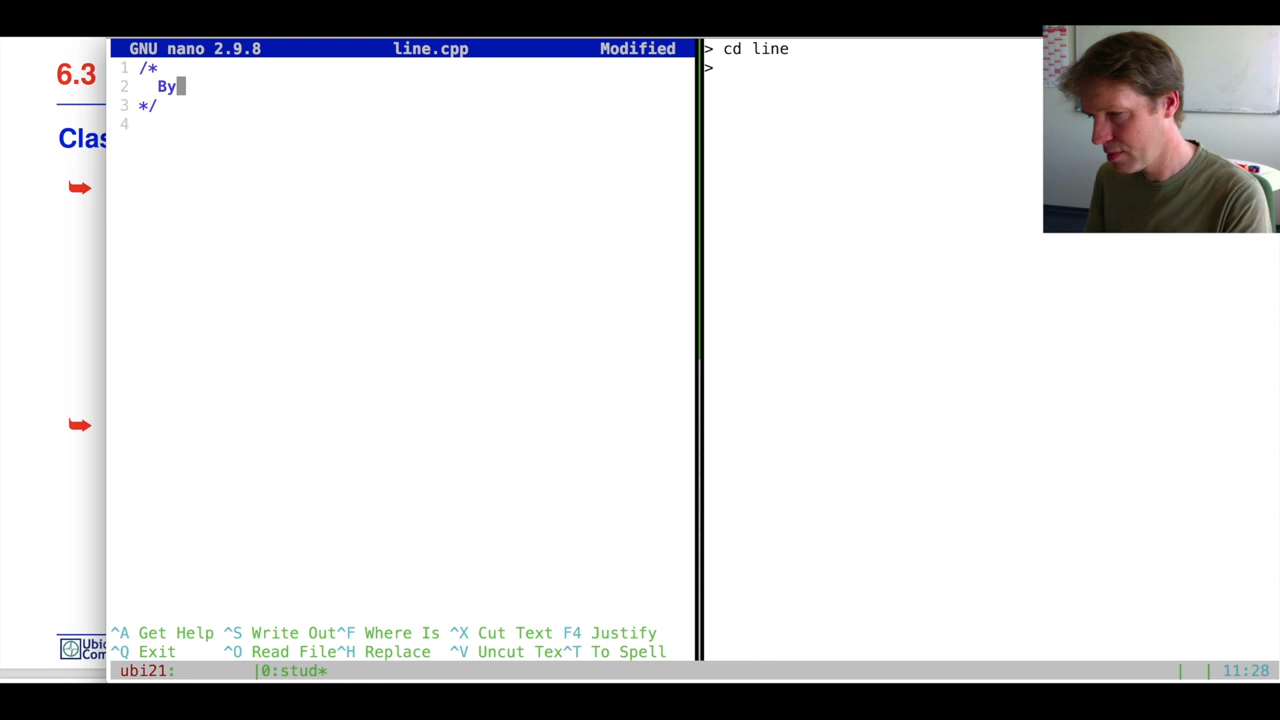 6.3
Clas
GNU nano 2.9.8 line.cpp Modified
1 /*
2 By
3 */
4
^A Get Help ^S Write Out^F Where Is ^X Cut Text F4 Justify
^Q Exit ^O Read File^H Replace ^V Uncut Tex^T To Spell
ubi21: |0:stud* | | 11:28
> cd line
>
Ubic
Com